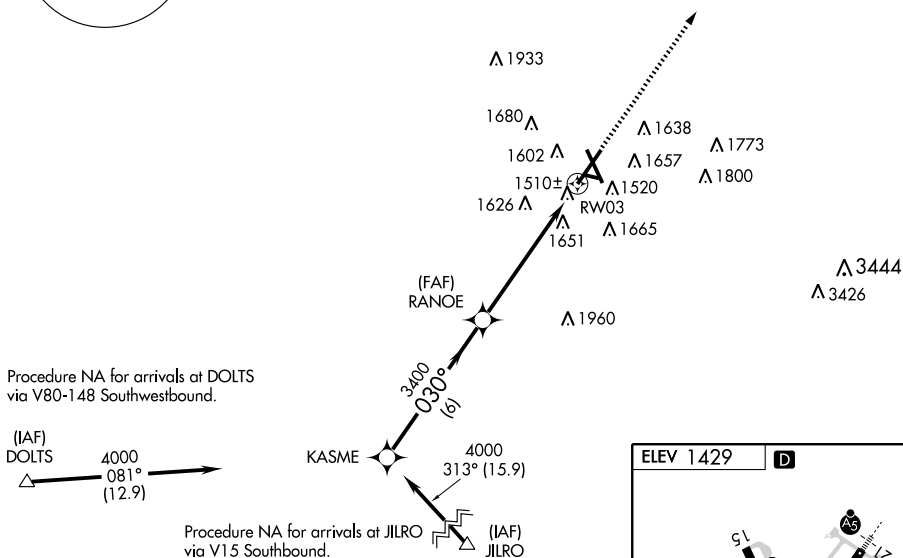 1933
1680
1638
1773
1602
1657
1510±
1520
1800
1626
RW03
1651
1665
3444
3426
(FAF)
RANOE
1960
3400
030°
(6)
Procedure NA for arrivals at DOLTS
via V80-148 Southwestbound.
(IAF)
DOLTS
4000
081°
(12.9)
KASME
4000
313° (15.9)
Procedure NA for arrivals at JILRO
via V15 Southbound.
(IAF)
JILRO
ELEV 1429
D
15
A5